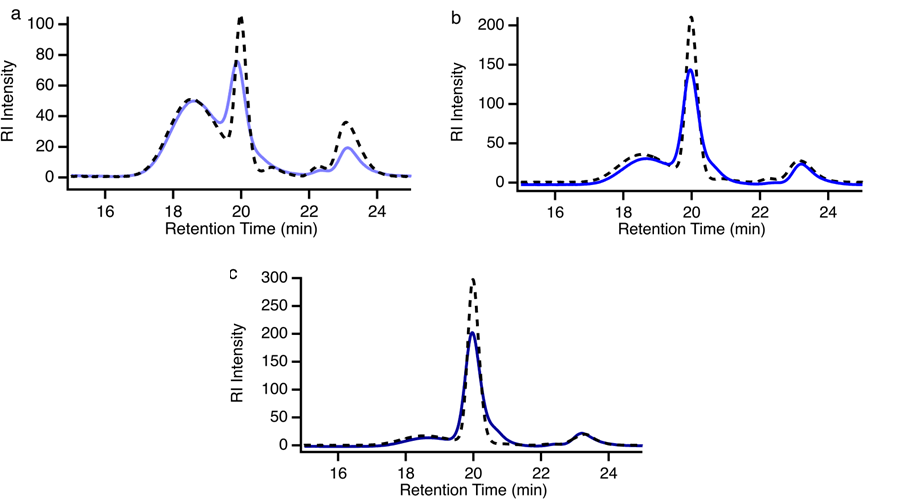 a
100
80
60
40
20
0
RI Intensity
16 18 20 22 24
Retention Time (min)
b
200
150
100
50
0
RI Intensity
16 18 20 22 24
Retention Time (min)
c
300
250
200
150
100
50
0
RI Intensity
16 18 20 22 24
Retention Time (min)